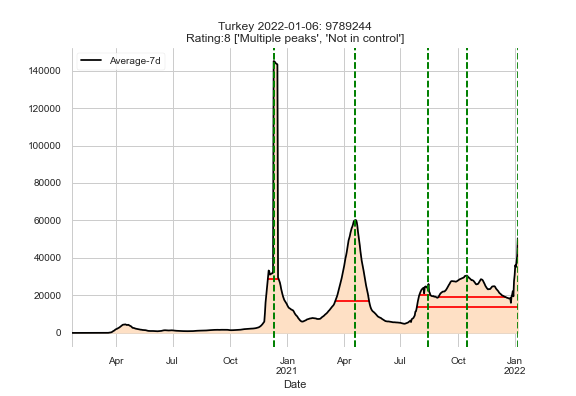 Turkey 2022-01-06: 9789244
Rating:8 ['Multiple peaks', 'Not in control']
Average-7d
140000
120000
100000
80000
60000
40000
20000
0
Apr Jul Oct Jan Apr Jul Oct Jan
2021 2022
Date